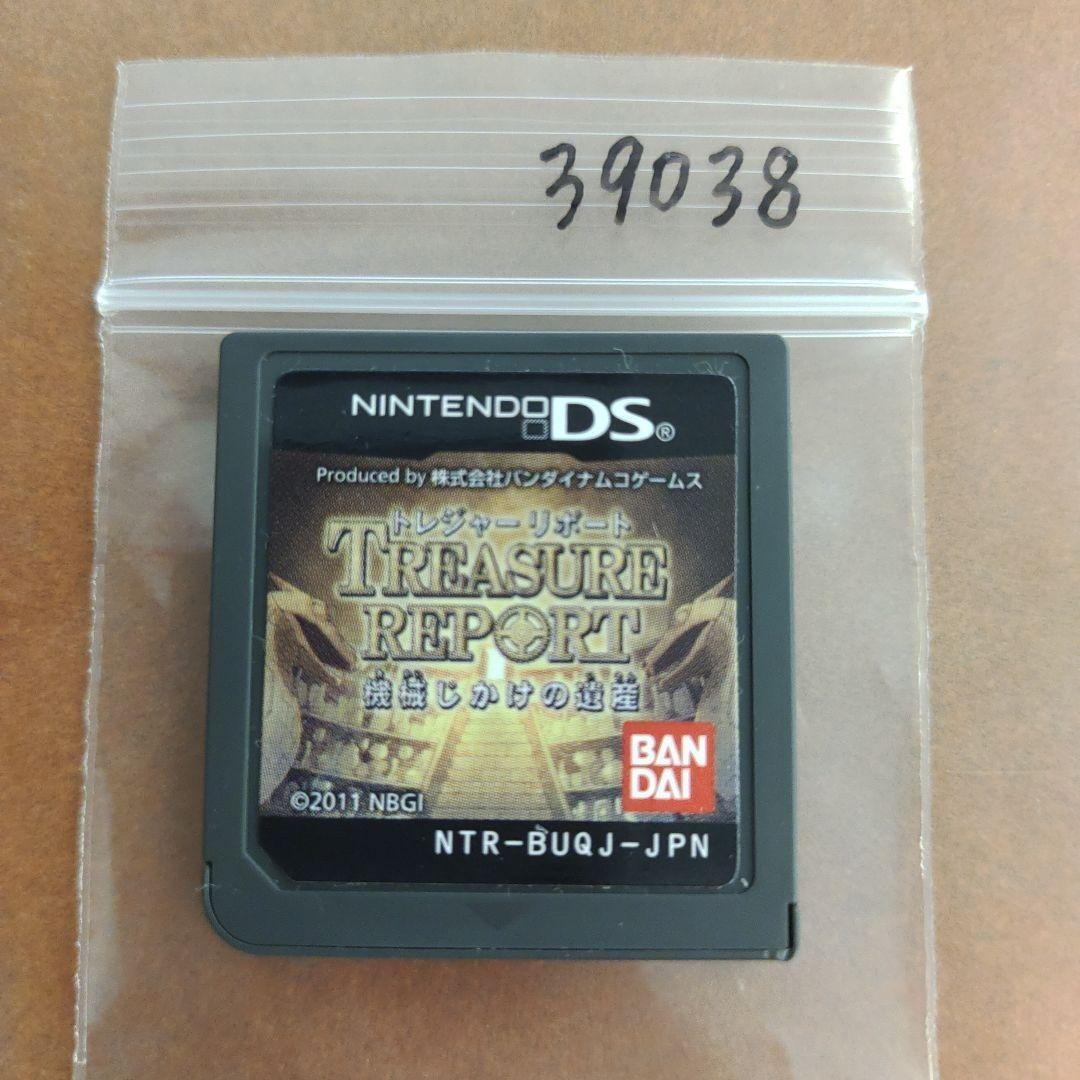 39038
NINTENDO DS®
Produced by 株式会社バンダイナムコゲームス
トレジャー リポート
TREASURE
REPORT
機械じかけの遺産
BAN
DAI
©2011 NBGI
NTR-BUQJ-JPN